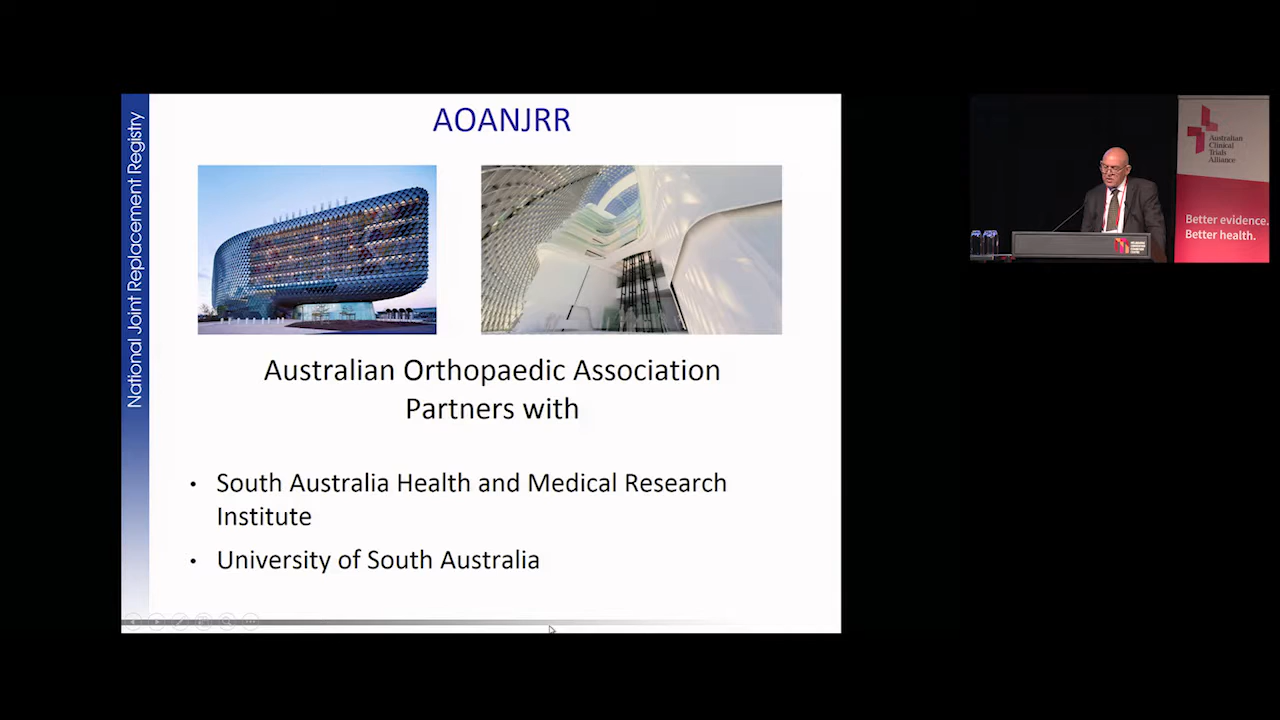 AOANJRR
National Joint Replacement Registry
Australian Orthopaedic Association
Partners with
• South Australia Health and Medical Research
Institute
• University of South Australia
Australian
Clinical
Trials
Alliance
Better evidence.
Better health.